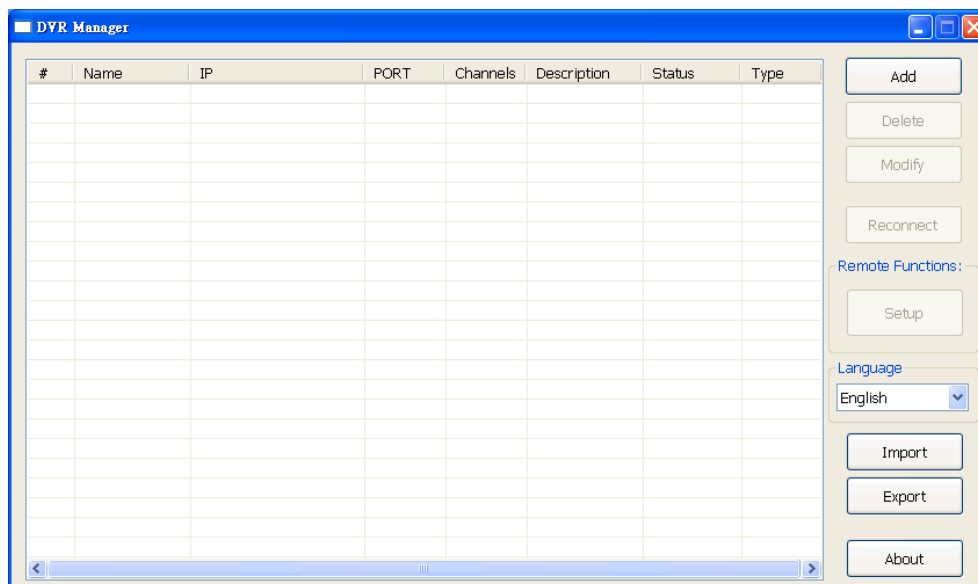 DVR Manager
# Name IP PORT Channels Description Status Type
Add
Delete
Modify
Reconnect
Remote Functions:
Setup
Language
English
Import
Export
About